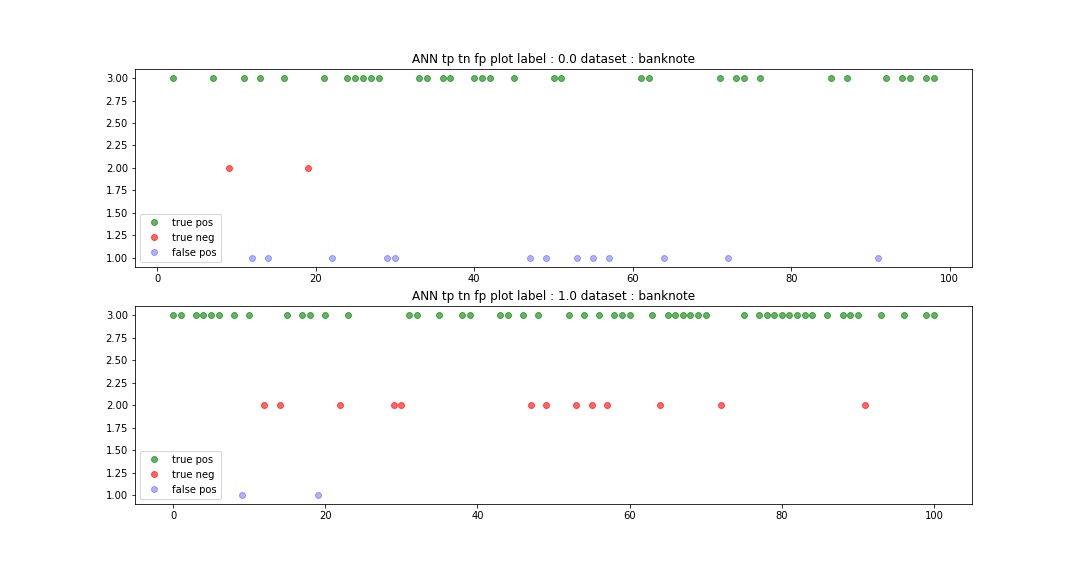 ANN tp tn fp plot label : 0.0 dataset : banknote
3.00
2.75
2.50
2.25
2.00
1.75
1.50
1.25
1.00
true pos
true neg
false pos
0 20 40 60 80 100
ANN tp tn fp plot label : 1.0 dataset : banknote
3.00
2.75
2.50
2.25
2.00
1.75
1.50
1.25
1.00
true pos
true neg
false pos
0 20 40 60 80 100